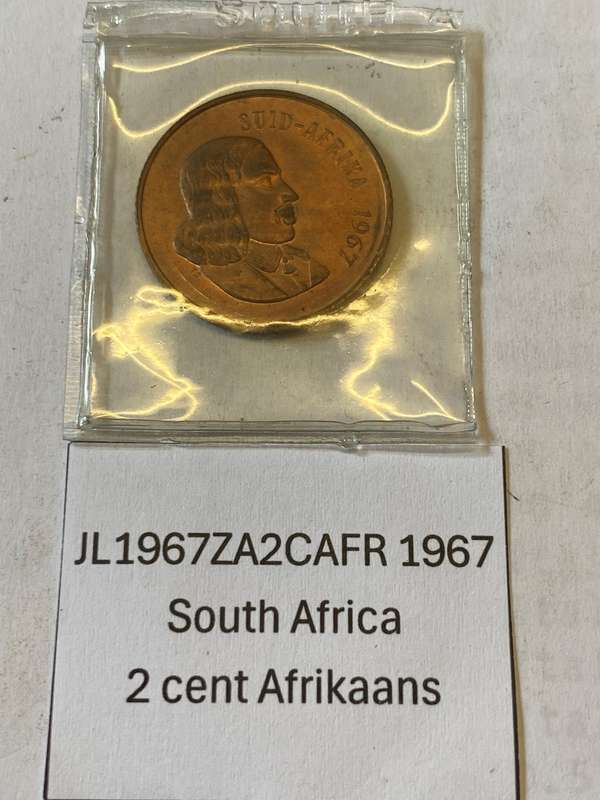 SUID-AFRIKA 1967
JL1967ZA2CAFR 1967
South Africa
2 cent Afrikaans